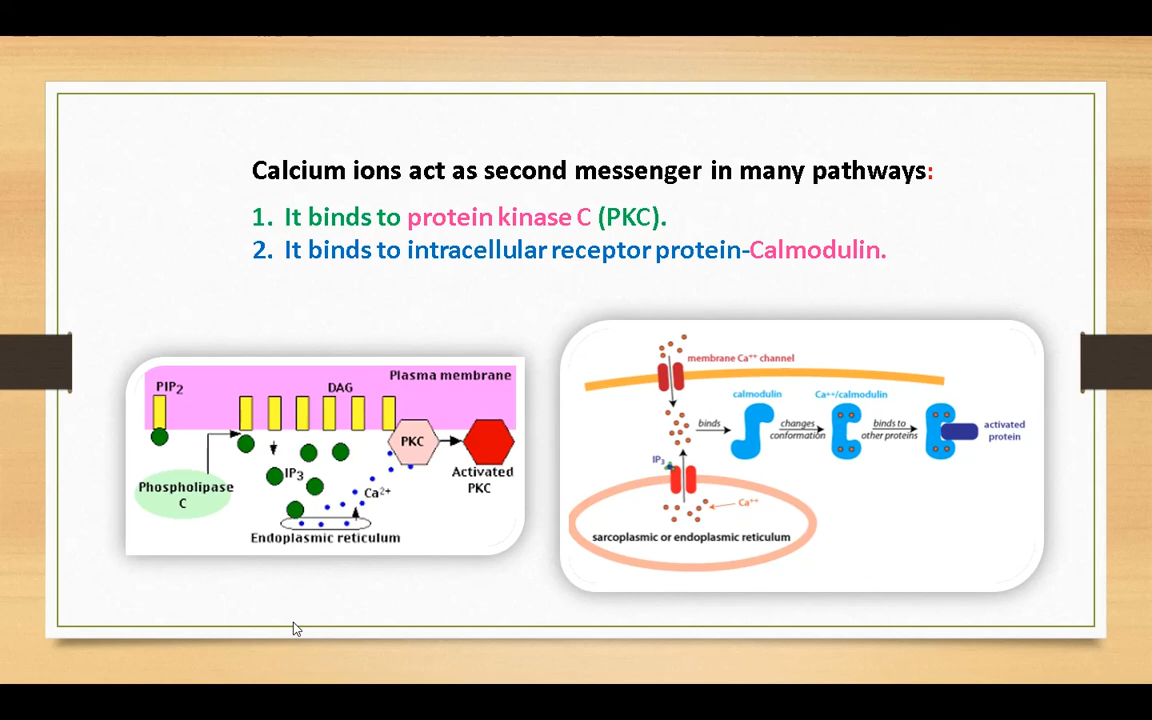 Calcium ions act as second messenger in many pathways:
1. It binds to protein kinase C (PKC).
2. It binds to intracellular receptor protein-Calmodulin.
Plasma membrane
PIP2
DAG
PKC
Activated
PKC
IP3
Ca2+
Phospholipase
C
Endoplasmic reticulum
membrane Ca++ channel
calmodulin
Ca++/calmodulin
binds
changes
conformation
binds to
other proteins
activated
protein
IP3
Ca++
sarcoplasmic or endoplasmic reticulum